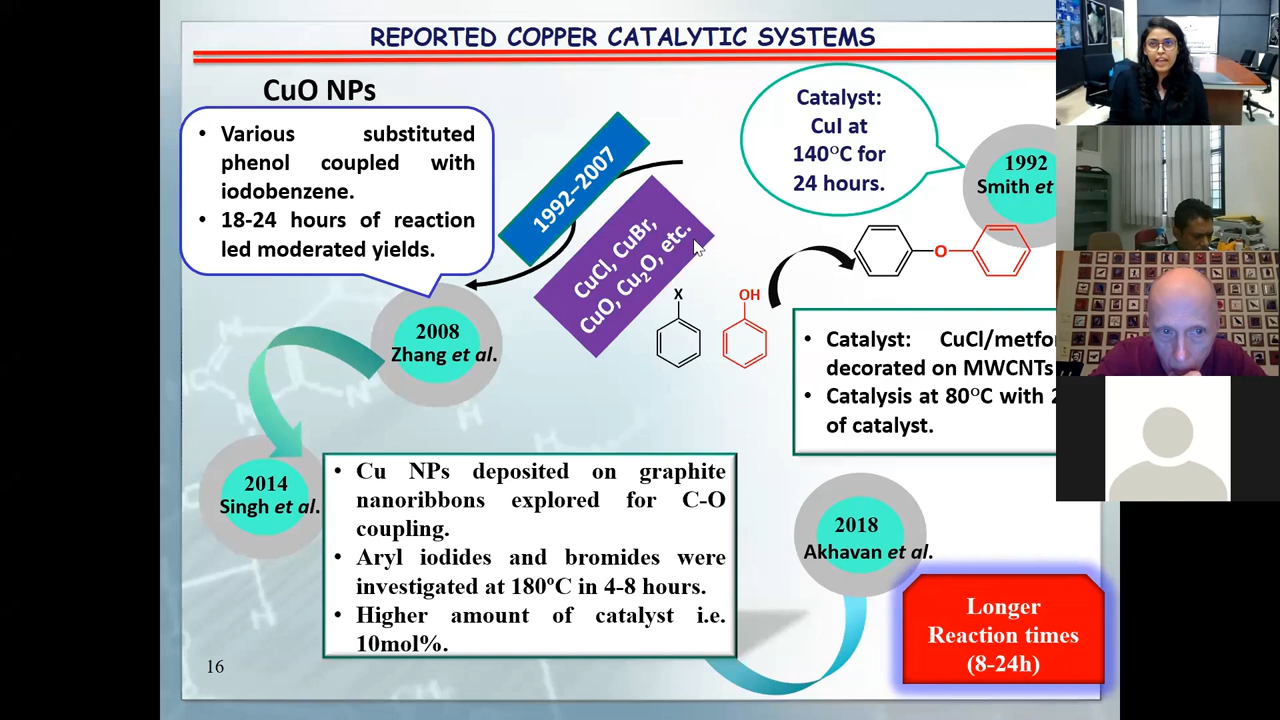 REPORTED COPPER CATALYTIC SYSTEMS
CuO NPs
• Various substituted
phenol coupled with
iodobenzene.
• 18-24 hours of reaction
led moderated yields.
1992–2007
CuCl, CuBr,
CuO, Cu₂O, etc.
Catalyst:
CuI at
140°C for
24 hours.
1992
Smith et
O
X
OH
2008
Zhang et al.
• Catalyst: CuCl/metfor
decorated on MWCNTs
• Catalysis at 80°C with
of catalyst.
2014
Singh et al.
• Cu NPs deposited on graphite
nanoribbons explored for C-O
coupling.
• Aryl iodides and bromides were
investigated at 180°C in 4-8 hours.
• Higher amount of catalyst i.e.
10mol%.
2018
Akhavan et al.
Longer
Reaction times
(8-24h)
16